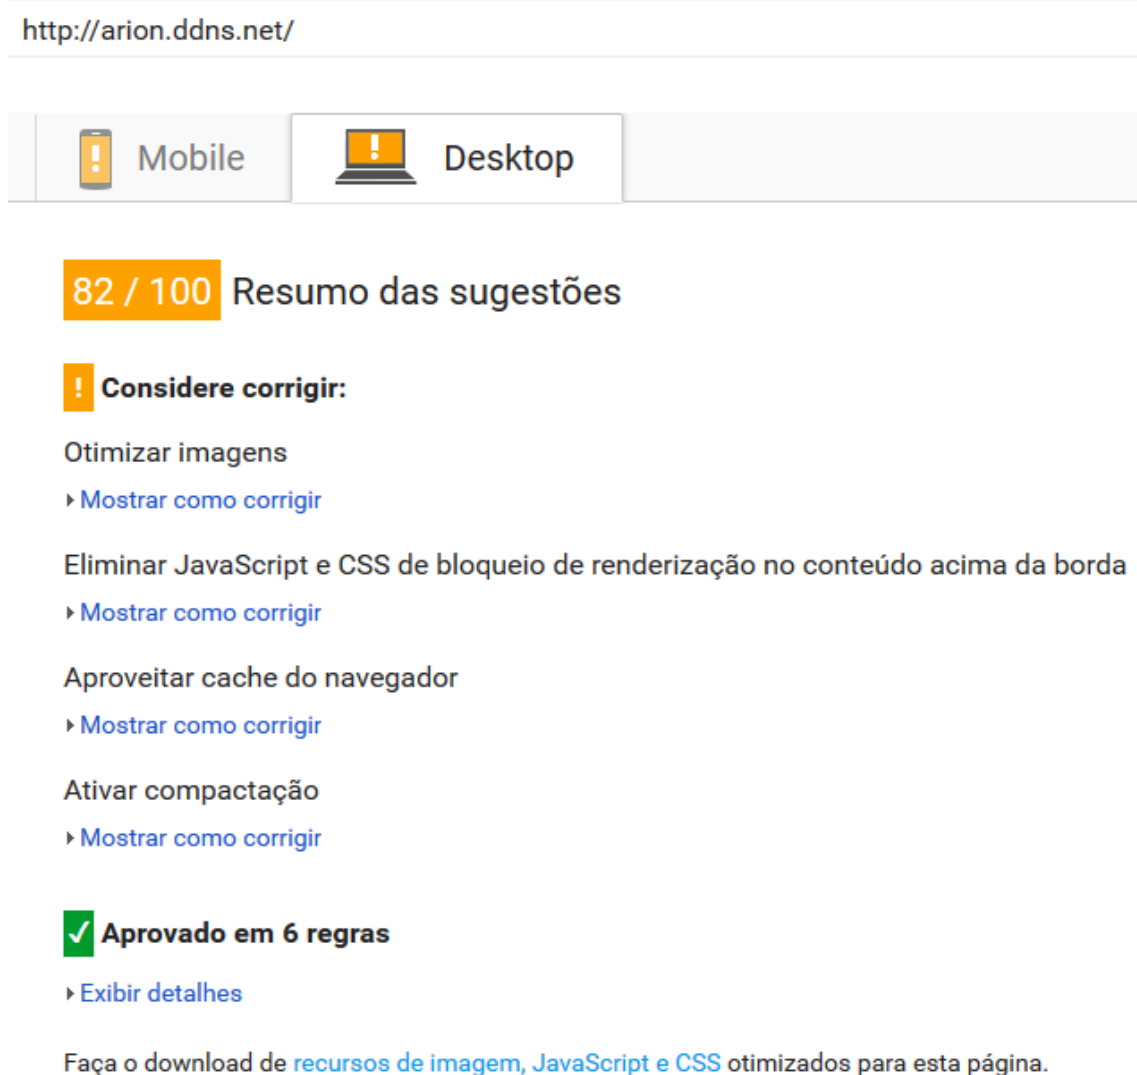 http://arion.ddns.net/
Mobile
Desktop
82 / 100 Resumo das sugestões
! Considere corrigir:
Otimizar imagens
Mostrar como corrigir
Eliminar JavaScript e CSS de bloqueio de renderização no conteúdo acima da borda
Mostrar como corrigir
Aproveitar cache do navegador
Mostrar como corrigir
Ativar compactação
Mostrar como corrigir
Aprovado em 6 regras
Exibir detalhes
Faça o download de recursos de imagem, JavaScript e CSS otimizados para esta página.